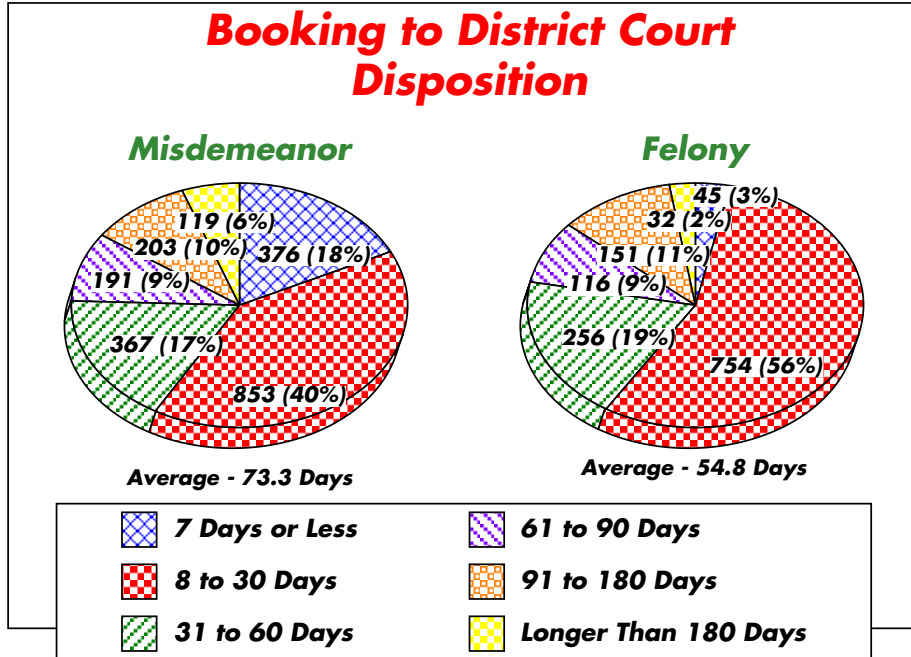 Booking to District Court
Disposition
Misdemeanor
119 (6%)
203 (10%)
376 (18%)
191 (9%)
367 (17%)
853 (40%)
Average - 73.3 Days
Felony
45 (3%)
32 (2%)
151 (11%)
116 (9%)
256 (19%)
754 (56%)
Average - 54.8 Days
7 Days or Less
8 to 30 Days
31 to 60 Days
61 to 90 Days
91 to 180 Days
Longer Than 180 Days